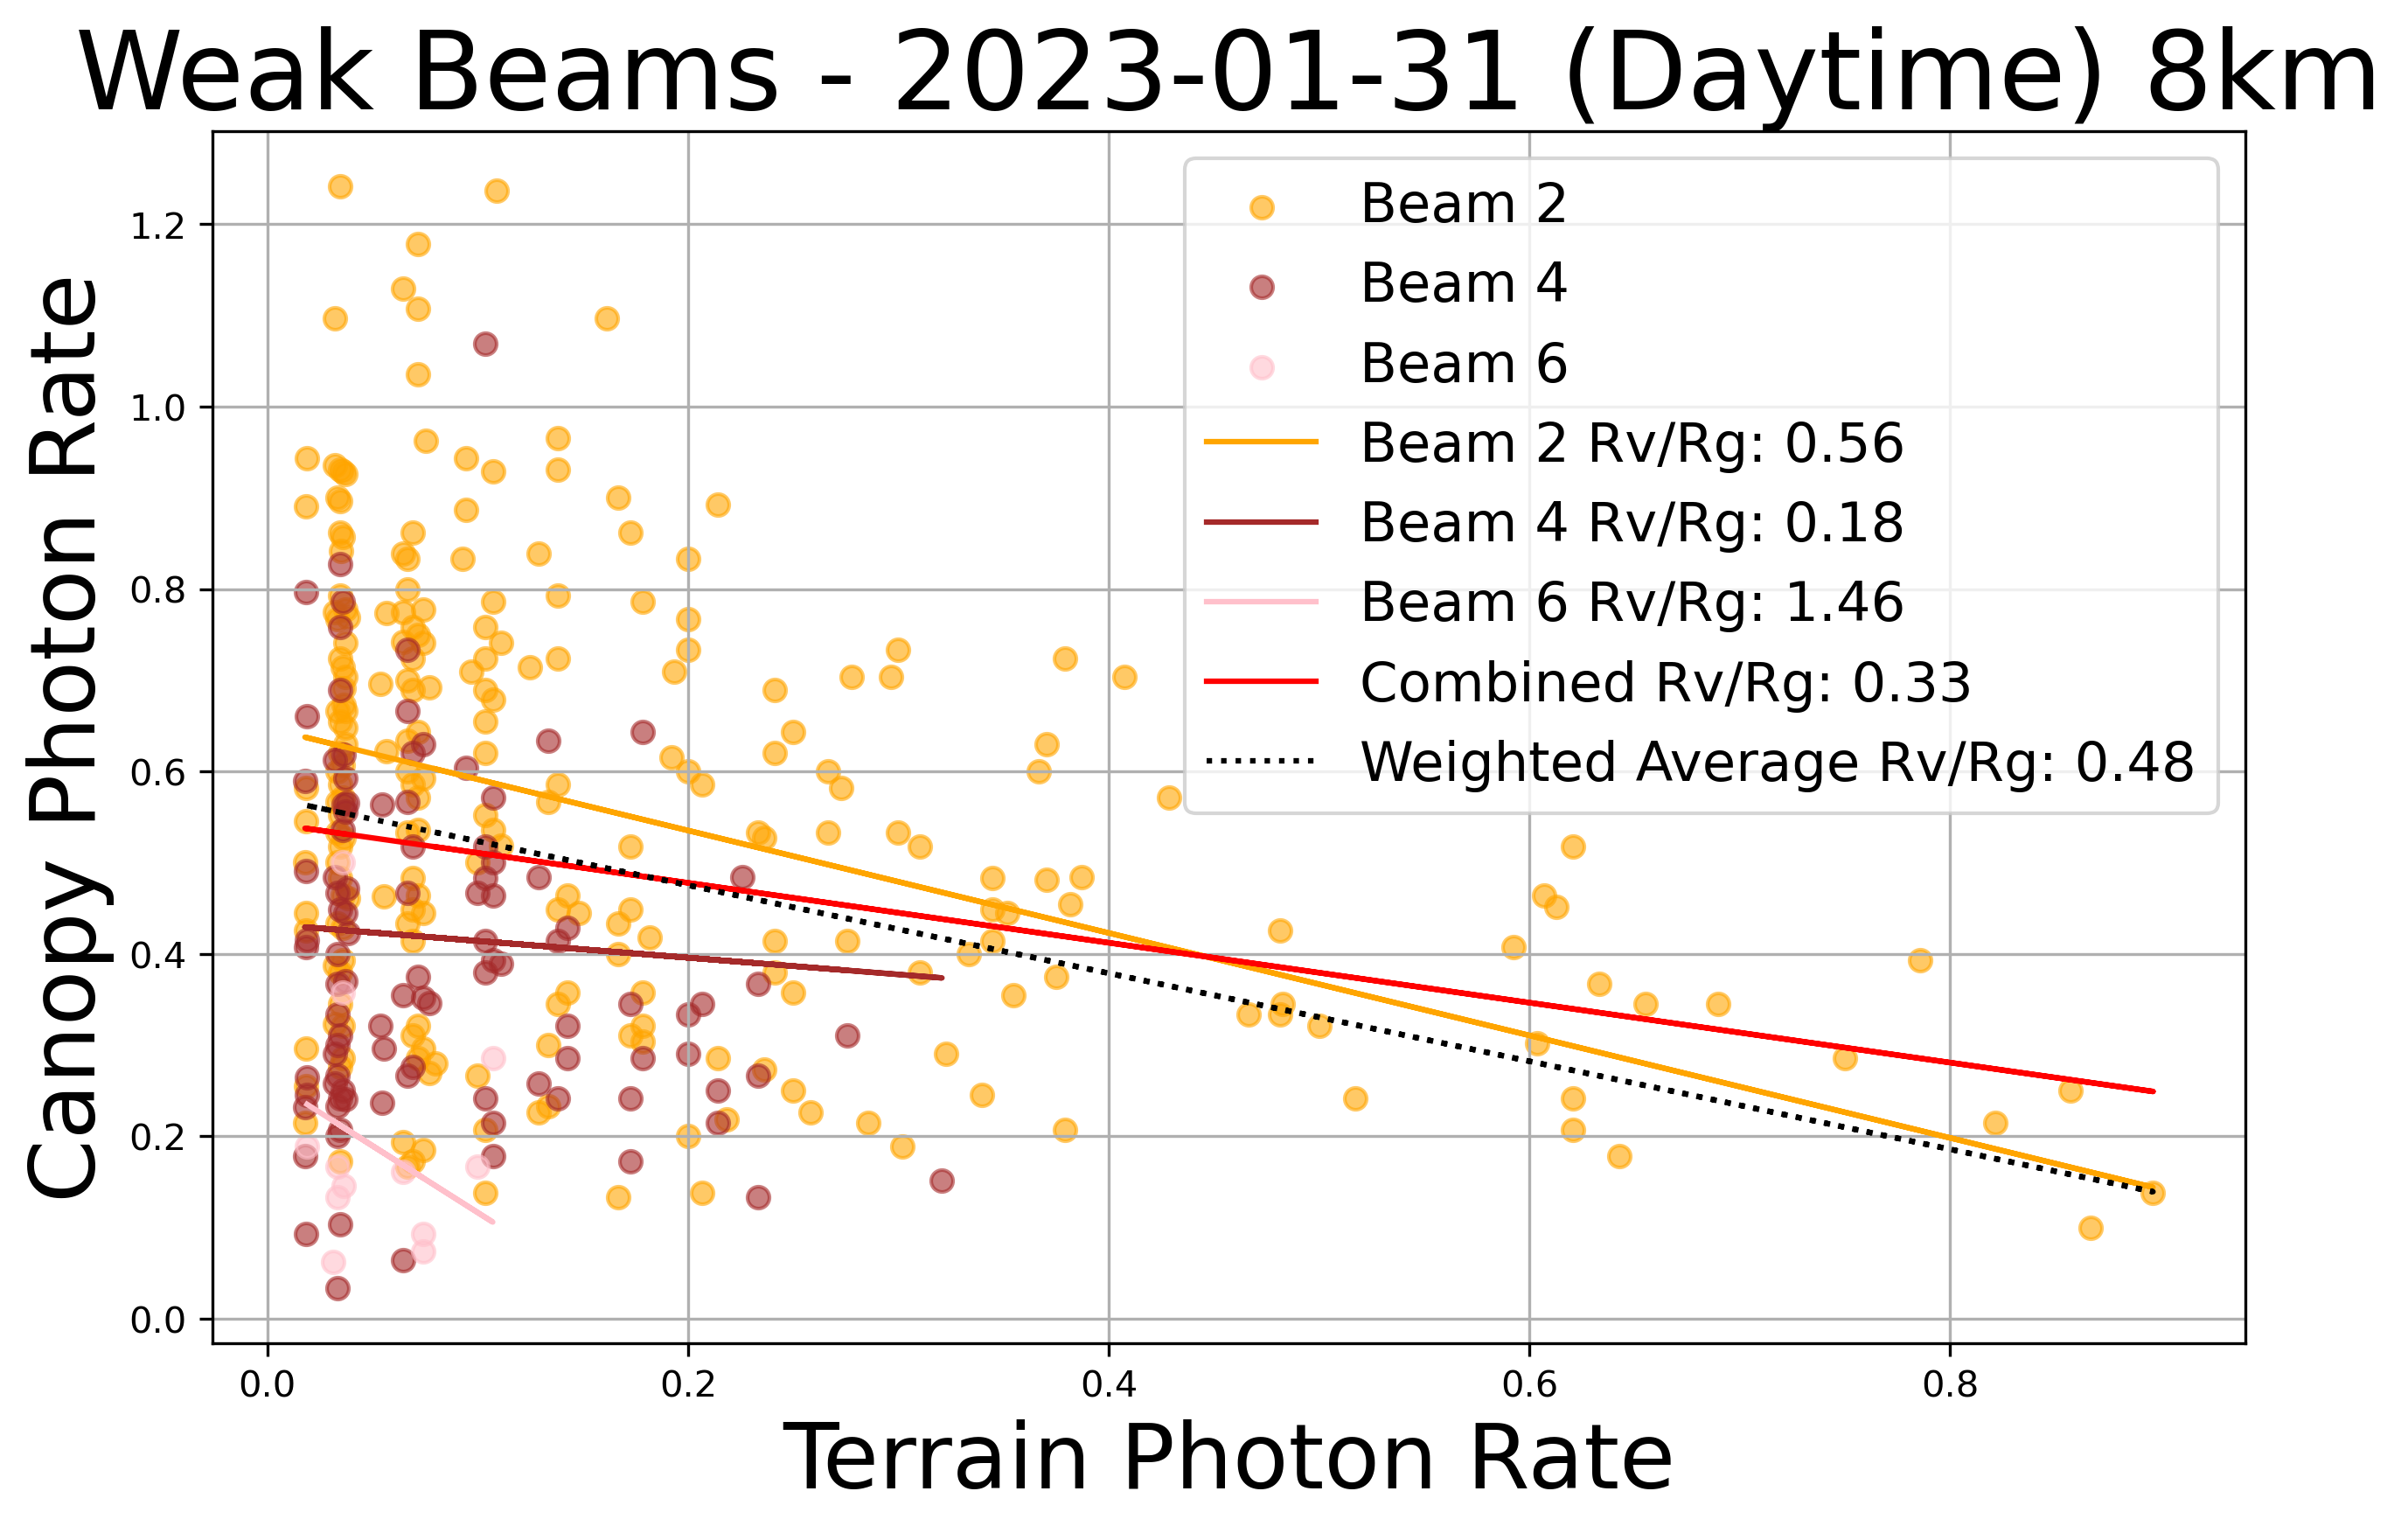 Weak Beams - 2023-01-31 (Daytime) 8km
Canopy Photon Rate
1.2
1.0
0.8
0.6
0.4
0.2
0.0
Beam 2
Beam 4
Beam 6
Beam 2 Rv/Rg: 0.56
Beam 4 Rv/Rg: 0.18
Beam 6 Rv/Rg: 1.46
Combined Rv/Rg: 0.33
Weighted Average Rv/Rg: 0.48
0.0 0.2 0.4 0.6 0.8
Terrain Photon Rate